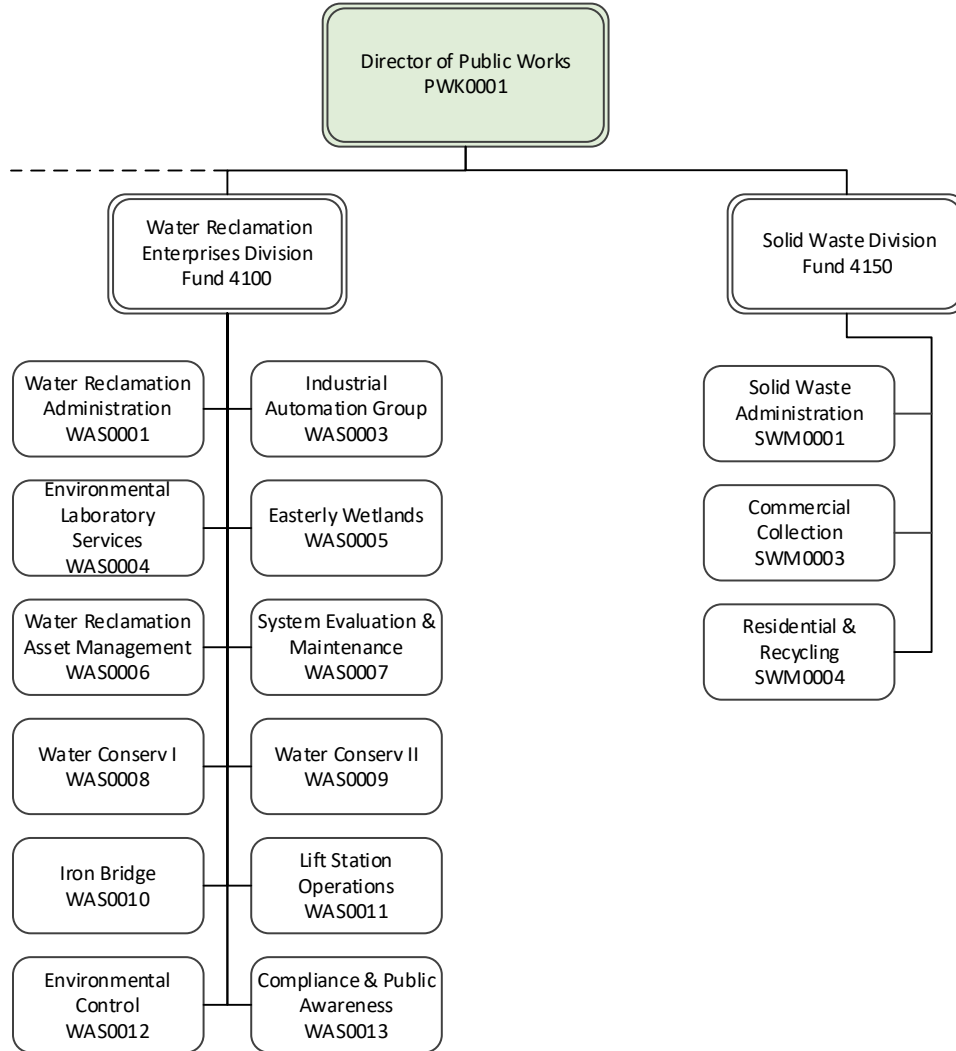 Director of Public Works
PWK0001
Water Reclamation
Enterprises Division
Fund 4100
Solid Waste Division
Fund 4150
Water Reclamation
Administration
WAS0001
Industrial
Automation Group
WAS0003
Environmental
Laboratory
Services
WAS0004
Easterly Wetlands
WAS0005
Water Reclamation
Asset Management
WAS0006
System Evaluation &
Maintenance
WAS0007
Water Conserv I
WAS0008
Water Conserv II
WAS0009
Iron Bridge
WAS0010
Lift Station
Operations
WAS0011
Environmental
Control
WAS0012
Compliance & Public
Awareness
WAS0013
Solid Waste
Administration
SWM0001
Commercial
Collection
SWM0003
Residential &
Recycling
SWM0004